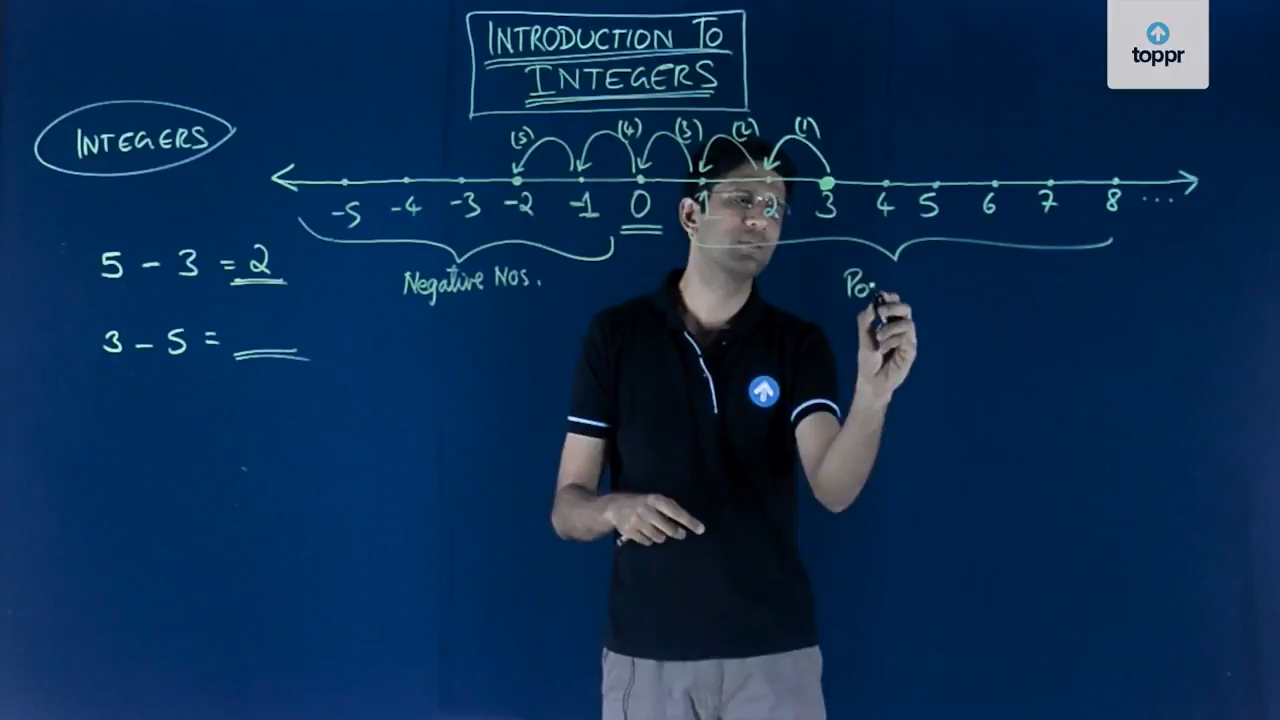 INTRODUCTION TO
INTEGERS
toppr
INTEGERS
(5) (4) (3) (2) (1)
-5 -4 -3 -2 -1 0 1 2 3 4 5 6 7 8 ...
5 - 3 = 2
Negative Nos.
Po
3 - 5 =